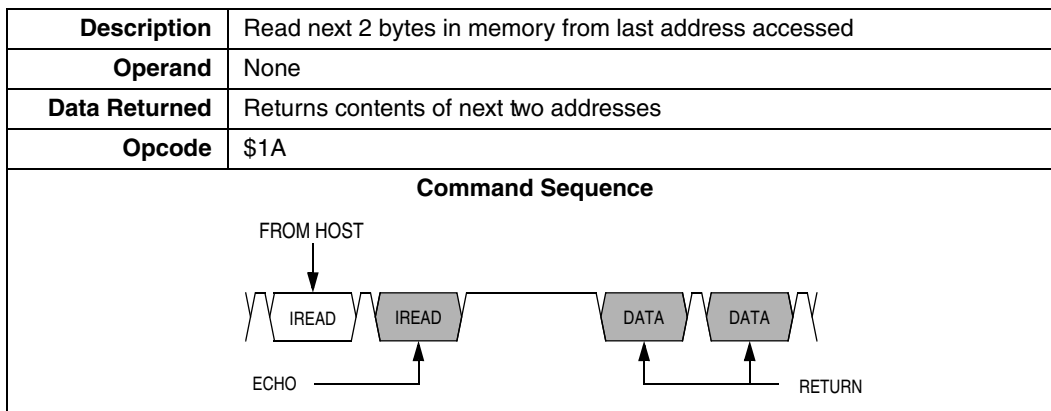 Description Read next 2 bytes in memory from last address accessed
Operand None
Data Returned Returns contents of next two addresses
Opcode $1A
Command Sequence
FROM HOST
IREAD IREAD DATA DATA
ECHO RETURN